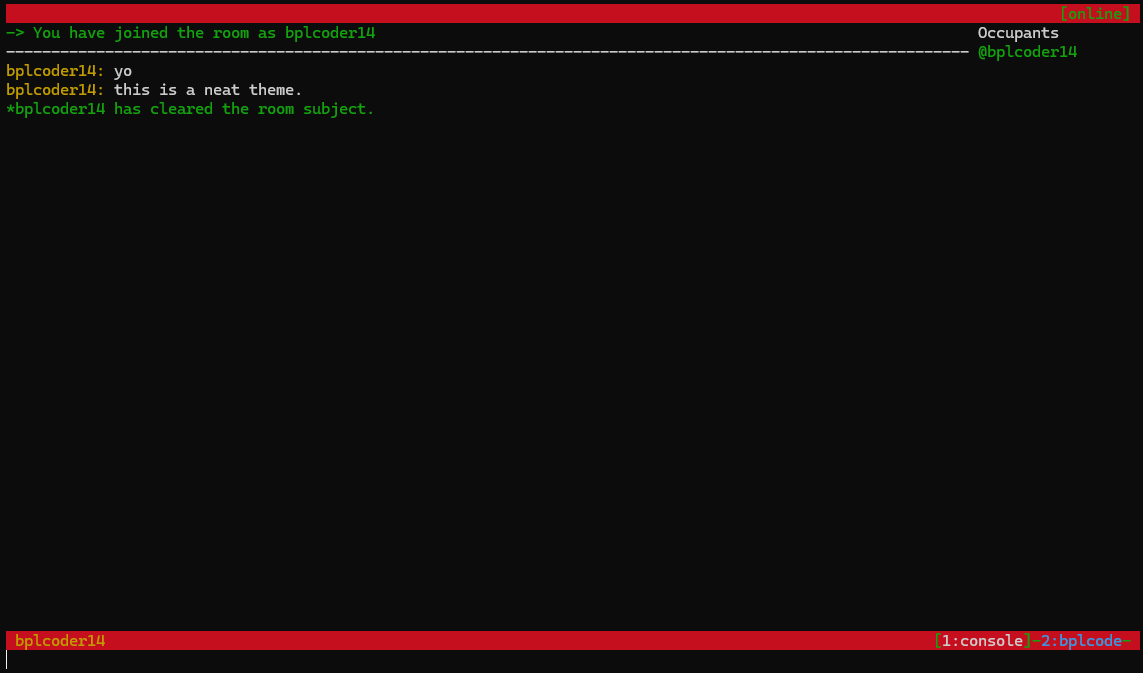 [online]
-> You have joined the room as bplcoder14
Occupants
@bplcoder14
bplcoder14: yo
bplcoder14: this is a neat theme.
*bplcoder14 has cleared the room subject.
bplcoder14
[1:console]-2:bplcode-